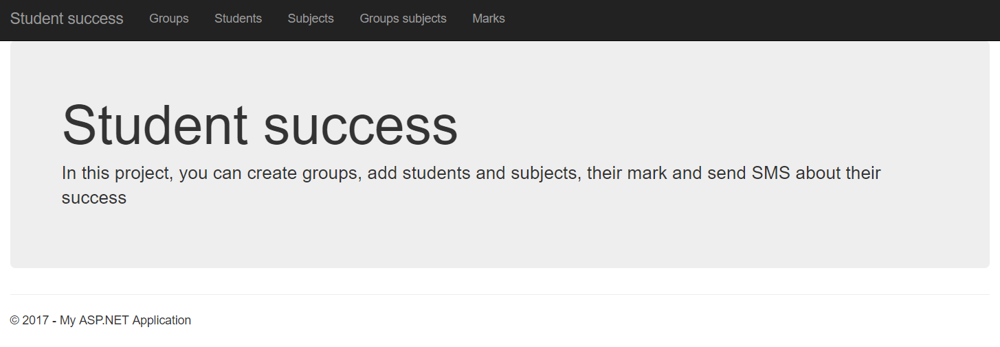 Student success Groups Students Subjects Groups subjects Marks
Student success
In this project, you can create groups, add students and subjects, their mark and send SMS about their
success
© 2017 - My ASP.NET Application